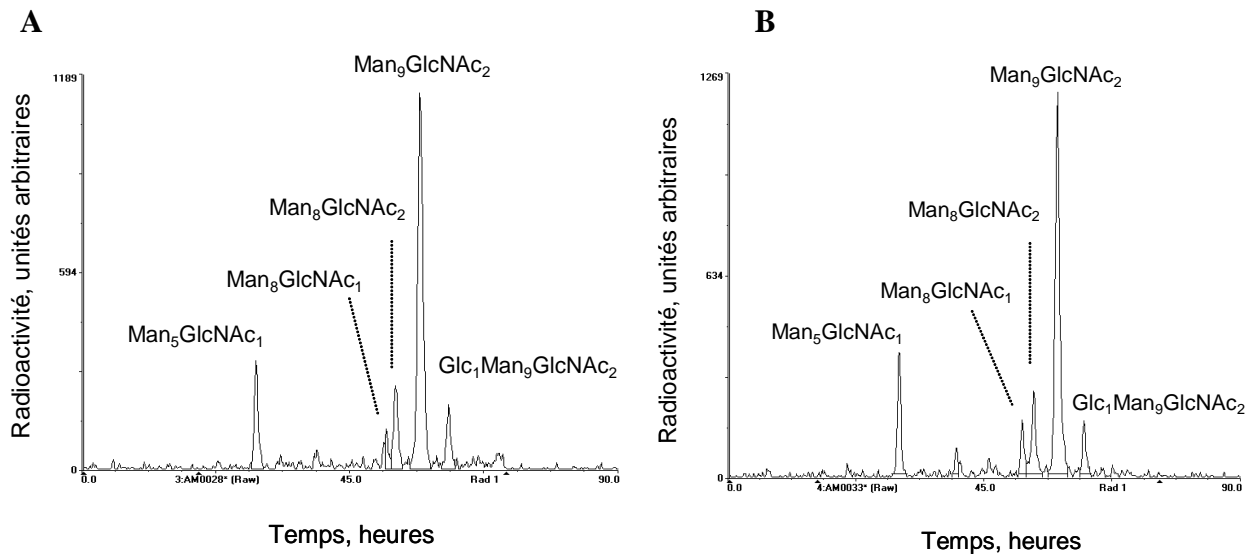 A
1189
Man₉GlcNAc₂
Man₈GlcNAc₂
594
Man₈GlcNAc₁
Man₅GlcNAc₁
Glc₁Man₉GlcNAc₂
Radioactivité, unités arbitraires
0
0.0
3:AM0028* (Raw)
45.0
Rad 1
90.0
Temps, heures
B
1269
Man₉GlcNAc₂
Man₈GlcNAc₂
634
Man₈GlcNAc₁
Man₅GlcNAc₁
Glc₁Man₉GlcNAc₂
Radioactivité, unités arbitraires
0
0.0
4:AM0033* (Raw)
45.0
Rad 1
90.0
Temps, heures